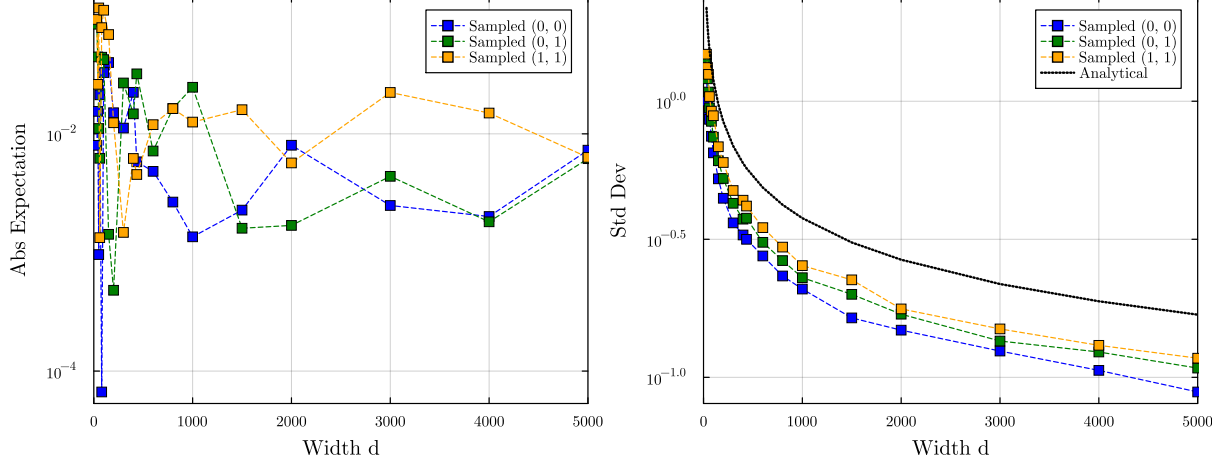 Abs Expectation
10^-2
10^-4
0
1000
2000
3000
4000
5000
Width d
Sampled (0, 0)
Sampled (0, 1)
Sampled (1, 1)
Std Dev
10^0.0
10^-0.5
10^-1.0
0
1000
2000
3000
4000
5000
Width d
Sampled (0, 0)
Sampled (0, 1)
Sampled (1, 1)
Analytical